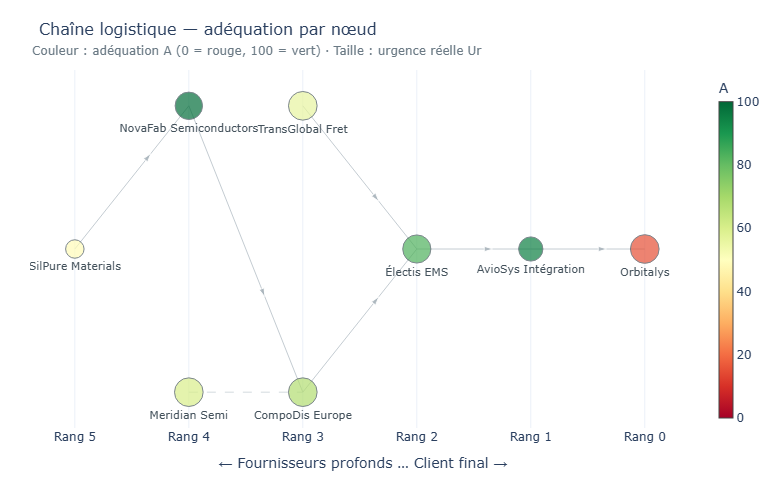 Chaîne logistique — adéquation par nœud
Couleur : adéquation A (0 = rouge, 100 = vert) · Taille : urgence réelle Ur
A
100
80
60
40
20
0
NovaFab Semiconductors
TransGlobal Fret
SilPure Materials
Électis EMS
AvioSys Intégration
Orbitalys
Meridian Semi
CompoDis Europe
Rang 5
Rang 4
Rang 3
Rang 2
Rang 1
Rang 0
← Fournisseurs profonds … Client final →